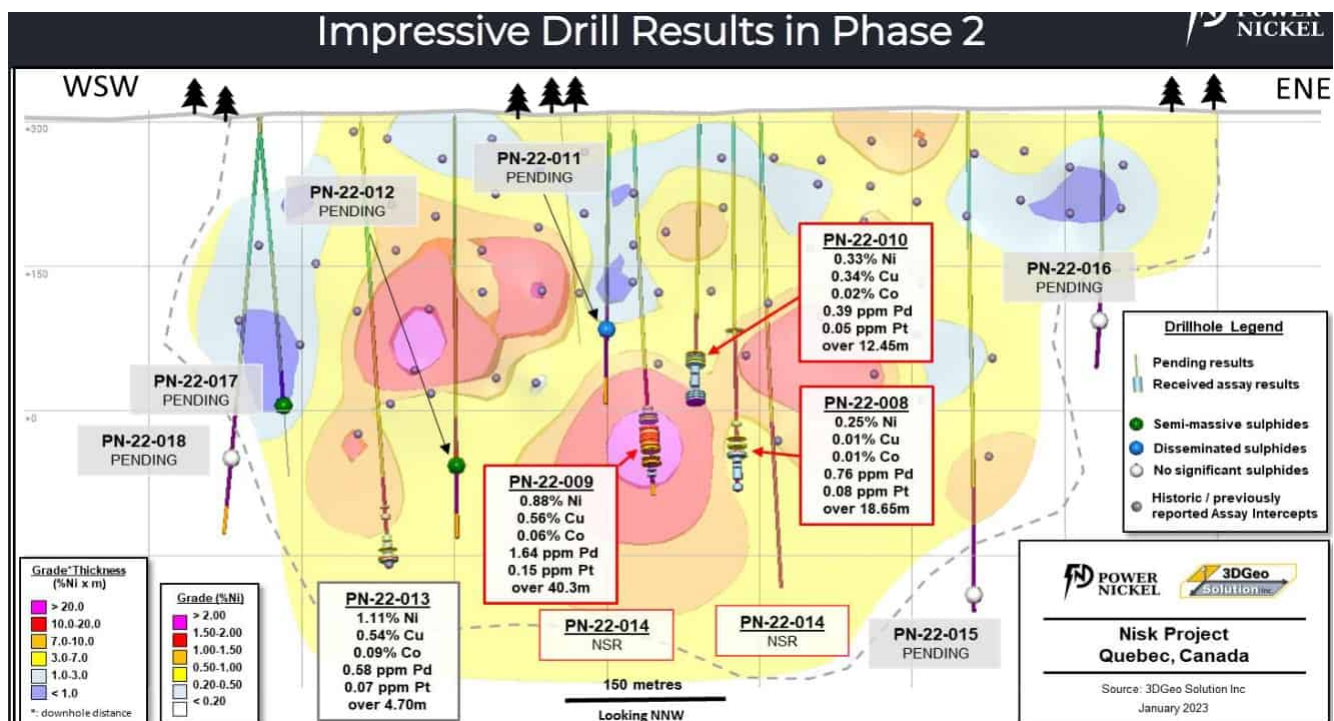 Impressive Drill Results in Phase 2
POWER
NICKEL
WSW
ENE
+300
+150
+0
PN-22-011
PENDING
PN-22-012
PENDING
PN-22-010
0.33% Ni
0.34% Cu
0.02% Co
0.39 ppm Pd
0.05 ppm Pt
over 12.45m
PN-22-016
PENDING
PN-22-017
PENDING
PN-22-018
PENDING
PN-22-008
0.25% Ni
0.01% Cu
0.01% Co
0.76 ppm Pd
0.08 ppm Pt
over 18.65m
PN-22-009
0.88% Ni
0.56% Cu
0.06% Co
1.64 ppm Pd
0.15 ppm Pt
over 40.3m
PN-22-013
1.11% Ni
0.54% Cu
0.09% Co
0.58 ppm Pd
0.07 ppm Pt
over 4.70m
PN-22-014
NSR
PN-22-014
NSR
PN-22-015
PENDING
Drillhole Legend
Pending results
Received assay results
Semi-massive sulphides
Disseminated sulphides
No significant sulphides
Historic / previously
reported Assay Intercepts
Grade*Thickness
(%Ni x m)
> 20.0
10.0-20.0
7.0-10.0
3.0-7.0
1.0-3.0
< 1.0
*: downhole distance
Grade (%Ni)
> 2.00
1.50-2.00
1.00-1.50
0.50-1.00
0.20-0.50
< 0.20
150 metres
Looking NNW
POWER
NICKEL
3DGeo
Solution Inc.
Nisk Project
Quebec, Canada
Source: 3DGeo Solution Inc
January 2023